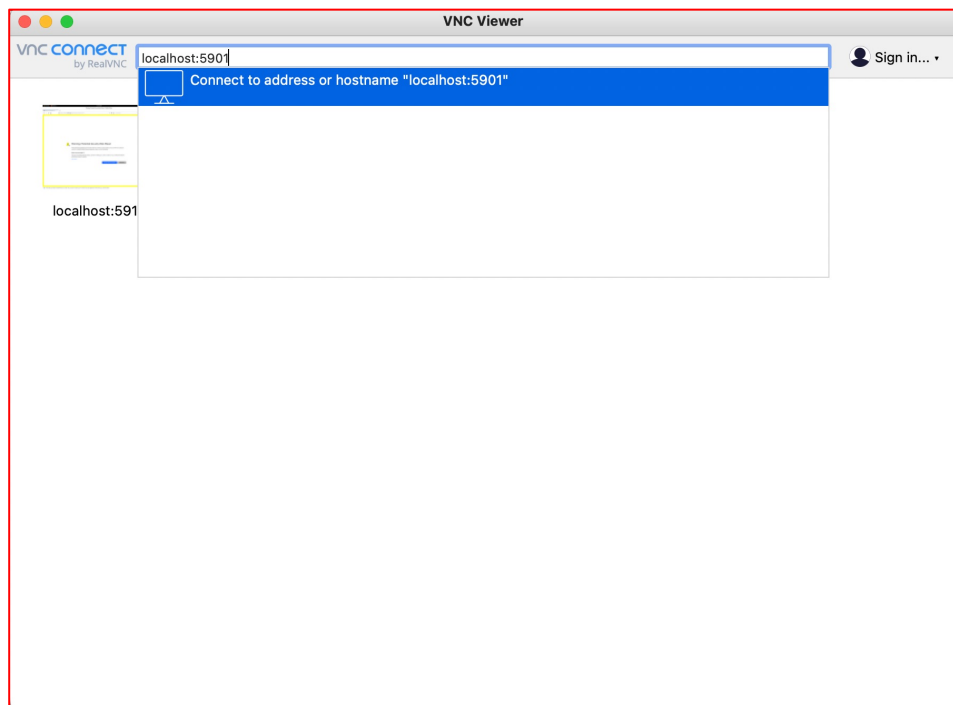 VNC Viewer
vnc connect
by RealVNC
localhost:5901
Sign in...
Connect to address or hostname "localhost:5901"
localhost:591